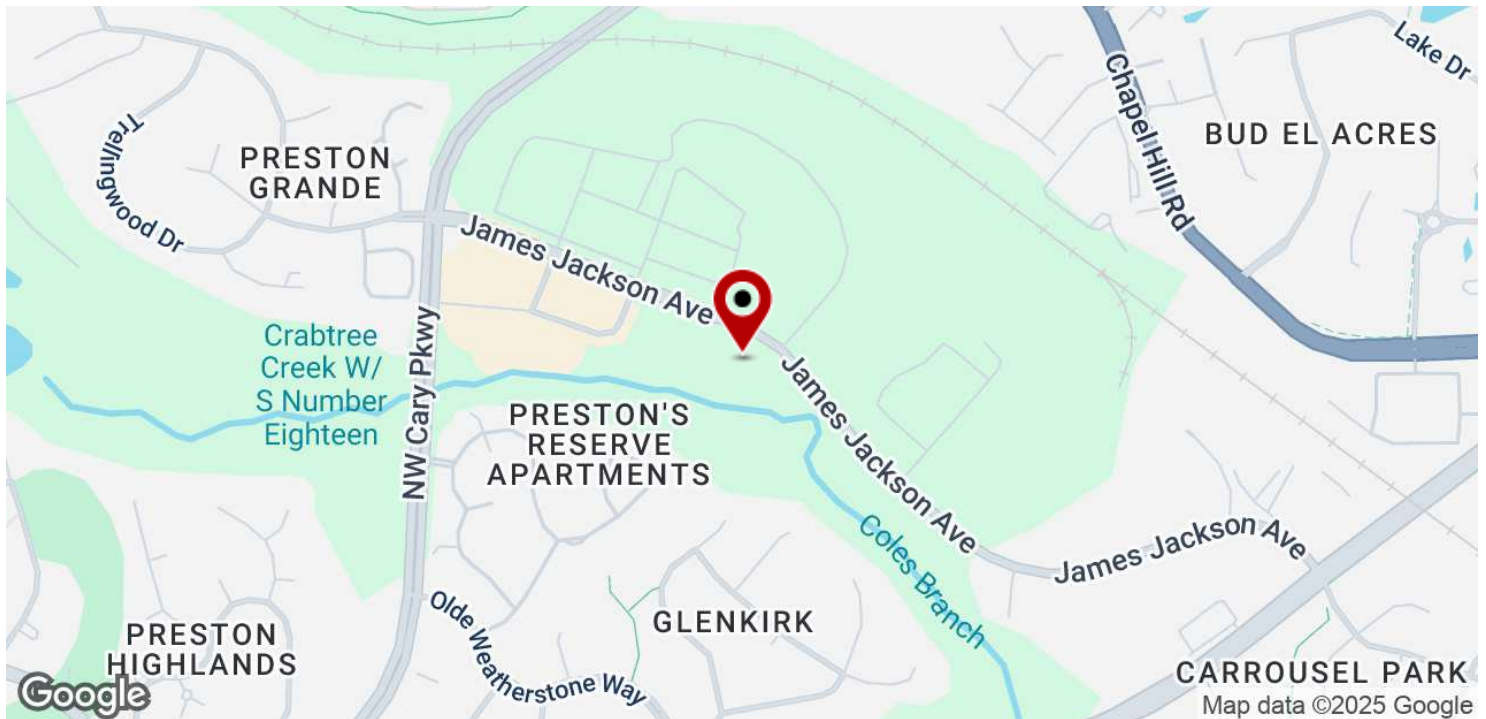 Lake Dr
Chapel Hill Rd
BUD EL ACRES
Trellingwood Dr
PRESTON
GRANDE
James Jackson Ave
Crabtree
Creek W/
S Number
Eighteen
NW Cary Pkwy
PRESTON'S
RESERVE
APARTMENTS
James Jackson Ave
Coles Branch
James Jackson Ave
Olde Weatherstone Way
GLENKIRK
PRESTON
HIGHLANDS
CARROUSEL PARK
Google
Map data ©2025 Google